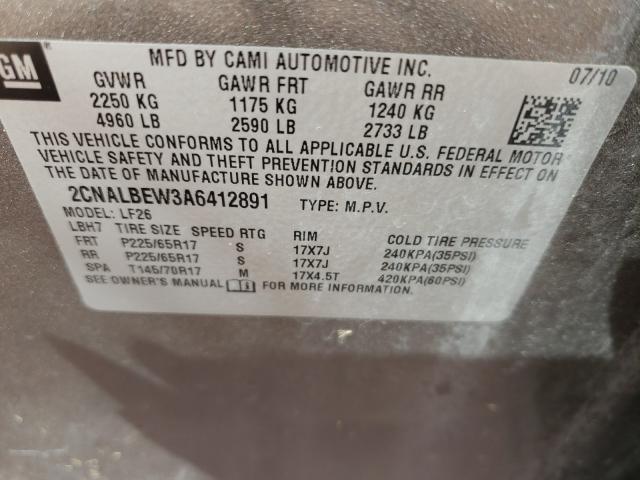 GM®
MFD BY CAMI AUTOMOTIVE INC.
07/10
GVWR GAWR FRT GAWR RR
2250 KG 1175 KG 1240 KG
4960 LB 2590 LB 2733 LB
THIS VEHICLE CONFORMS TO ALL APPLICABLE U.S. FEDERAL MOTOR
VEHICLE SAFETY AND THEFT PREVENTION STANDARDS IN EFFECT ON
THE DATE OF MANUFACTURE SHOWN ABOVE.
2CNALBEW3A6412891 TYPE: M.P.V.
MODEL: LF26
LBH7 TIRE SIZE SPEED RTG RIM COLD TIRE PRESSURE
FRT P225/65R17 S 17X7J 240KPA(35PSI)
RR P225/65R17 S 17X7J 240KPA(35PSI)
SPA T145/70R17 M 17X4.5T 420KPA(60PSI)
SEE OWNER'S MANUAL FOR MORE INFORMATION.